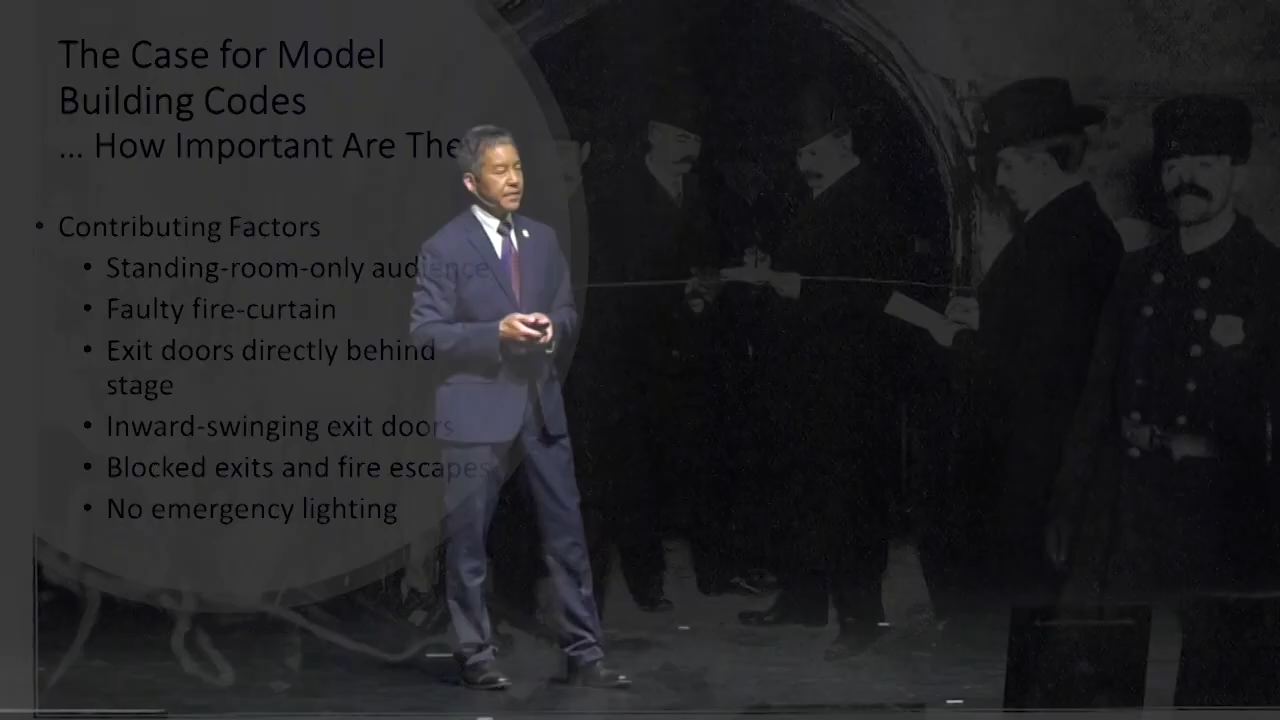 The Case for Model
Building Codes
... How Important Are The
• Contributing Factors
• Standing-room-only audience
• Faulty fire-curtain
• Exit doors directly behind
stage
• Inward-swinging exit doors
• Blocked exits and fire escapes
• No emergency lighting